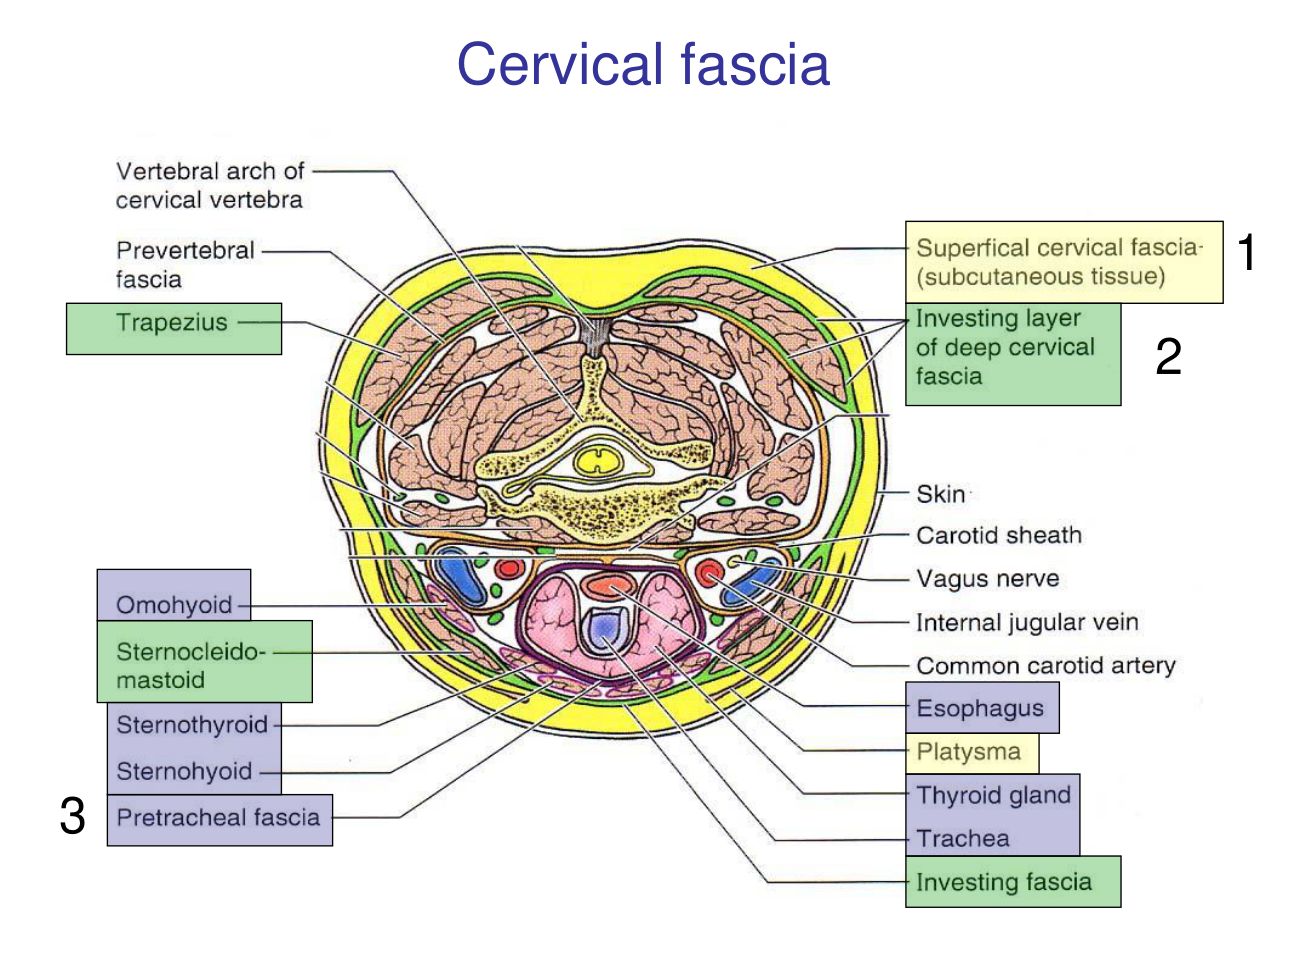 Cervical fascia
Vertebral arch of
cervical vertebra
Prevertebral
fascia
Trapezius
Omohyoid
Sternocleido-
mastoid
Sternothyroid
Sternohyoid
3
Pretracheal fascia
Superfical cervical fascia-
(subcutaneous tissue)
1
Investing layer
of deep cervical
fascia
2
Skin
Carotid sheath
Vagus nerve
Internal jugular vein
Common carotid artery
Esophagus
Platysma
Thyroid gland
Trachea
Investing fascia